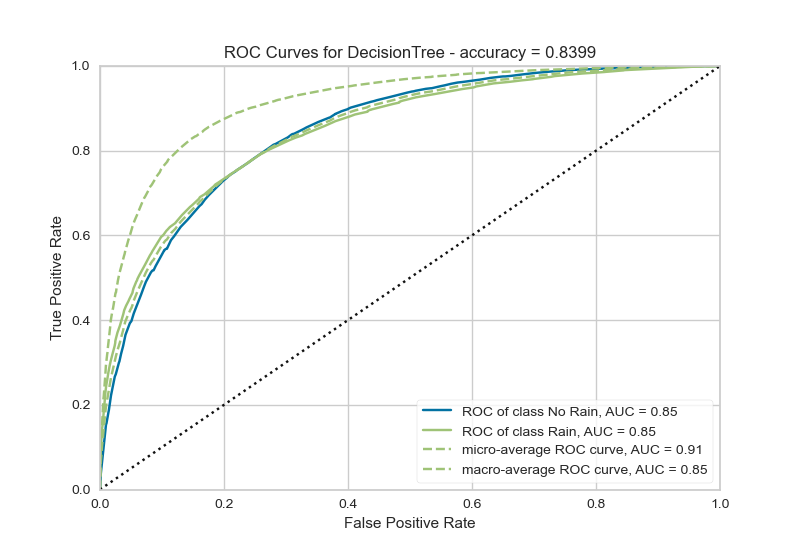 ROC Curves for DecisionTree - accuracy = 0.8399
1.0
0.8
0.6
0.4
0.2
0.0
True Positive Rate
ROC of class No Rain, AUC = 0.85
ROC of class Rain, AUC = 0.85
micro-average ROC curve, AUC = 0.91
macro-average ROC curve, AUC = 0.85
0.0 0.2 0.4 0.6 0.8 1.0
False Positive Rate